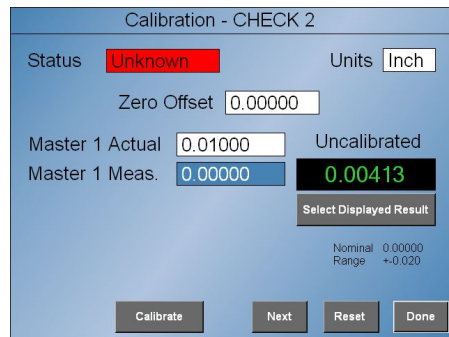 Calibration - CHECK 2
Status Unknown Units Inch
Zero Offset 0.00000
Master 1 Actual 0.01000 Uncalibrated
Master 1 Meas. 0.00000 0.00413
Select Displayed Result
Nominal 0.00000
Range +-0.020
Calibrate Next Reset Done